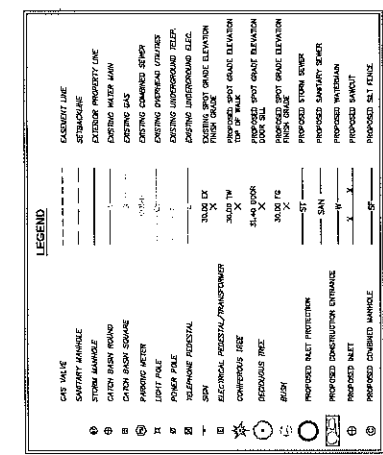 LEGEND
GAS VALVE
SANITARY MANHOLE
STORM MANHOLE
CATCH BASIN ROUND
CATCH BASIN SQUARE
PARKING METER
LIGHT POLE
POWER POLE
TELEPHONE PEDESTAL
SIGN
ELECTRICAL PEDESTAL/TRANSFORMER
CONIFEROUS TREE
DECIDUOUS TREE
BUSH
PROPOSED INLET PROTECTION
PROPOSED CONSTRUCTION ENTRANCE
PROPOSED INLET
PROPOSED COMBINED MANHOLE
EASEMENT LINE
SETBACKLINE
EXTERIOR PROPERTY LINE
EXISTING WATER MAIN
EXISTING GAS
EXISTING COMBINED SEWER
EXISTING OVERHEAD UTILITIES
EXISTING UNDERGROUND TELEP.
EXISTING UNDERGROUND ELEC.
30.00 EX
X
EXISTING SPOT GRADE ELEVATION
FINISH GRADE
30.00 TW
X
PROPOSED SPOT GRADE ELEVATION
TOP OF WALK
31.40 DOOR
X
PROPOSED SPOT GRADE ELEVATION
DOOR SILL
30.00 FG
X
PROPOSED SPOT GRADE ELEVATION
FINISH GRADE
ST
PROPOSED STORM SEWER
SAN
PROPOSED SANITARY SEWER
W
PROPOSED WATERMAIN
X X
PROPOSED SAWCUT
SF
PROPOSED SILT FENCE.